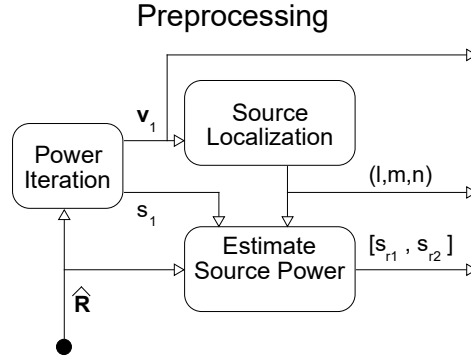 Preprocessing
v1
Source
Localization
Power
Iteration
(l,m,n)
s1
Estimate
Source Power
[sr1 , sr2 ]
R̂